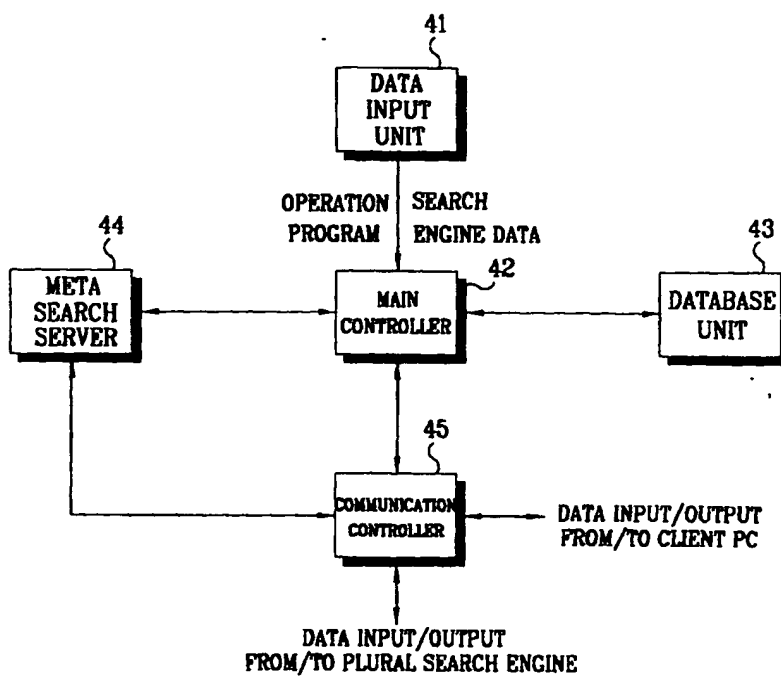 41
DATA
INPUT
UNIT
OPERATION SEARCH
PROGRAM ENGINE DATA
44
META
SEARCH
SERVER
42
MAIN
CONTROLLER
43
DATABASE
UNIT
45
COMMUNICATION
CONTROLLER
DATA INPUT/OUTPUT
FROM/TO CLIENT PC
DATA INPUT/OUTPUT
FROM/TO PLURAL SEARCH ENGINE